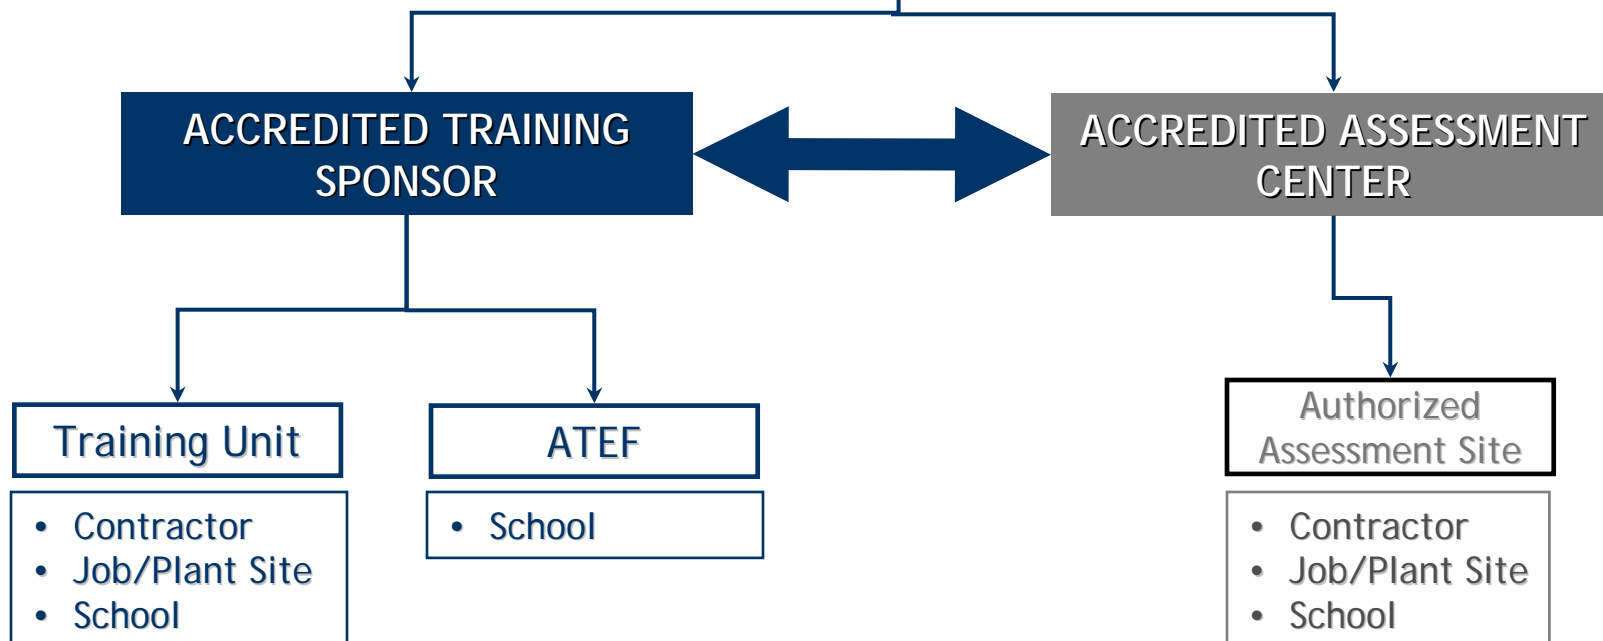 ACCREDITED TRAINING
SPONSOR
ACCREDITED ASSESSMENT
CENTER
Training Unit
• Contractor
• Job/Plant Site
• School
ATEF
• School
Authorized
Assessment Site
• Contractor
• Job/Plant Site
• School